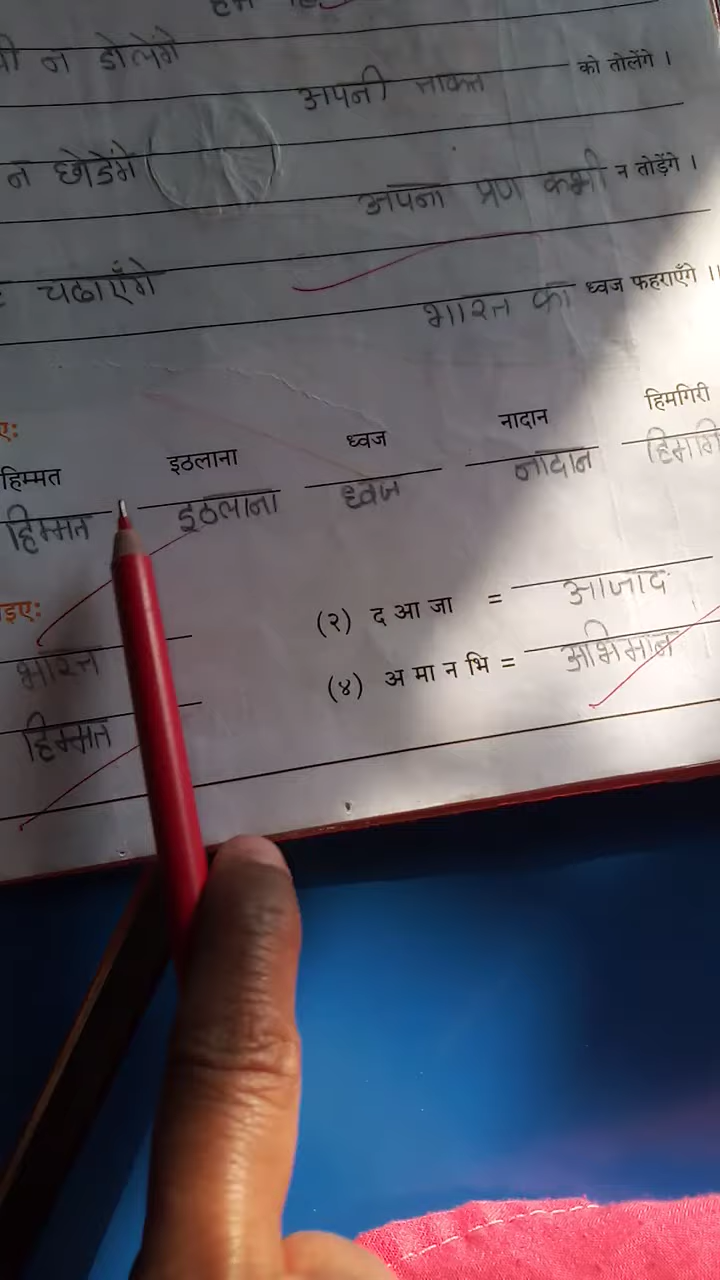 न डोलेंगे
अपनी ताकत को तोलेंगे ।
न छोडेंगे
अपना प्रण कभी न तोड़ेंगे ।
चढाएँगे
भारत का ध्वज फहराएँगे ।।
हिम्मत इठलाना ध्वज नादान हिमगिरी
हिम्मत इठलाना ध्वज नादान
(२) द आ जा = आजाद
भारत
(४) अ मा न भि = अभिमान
हिम्मत